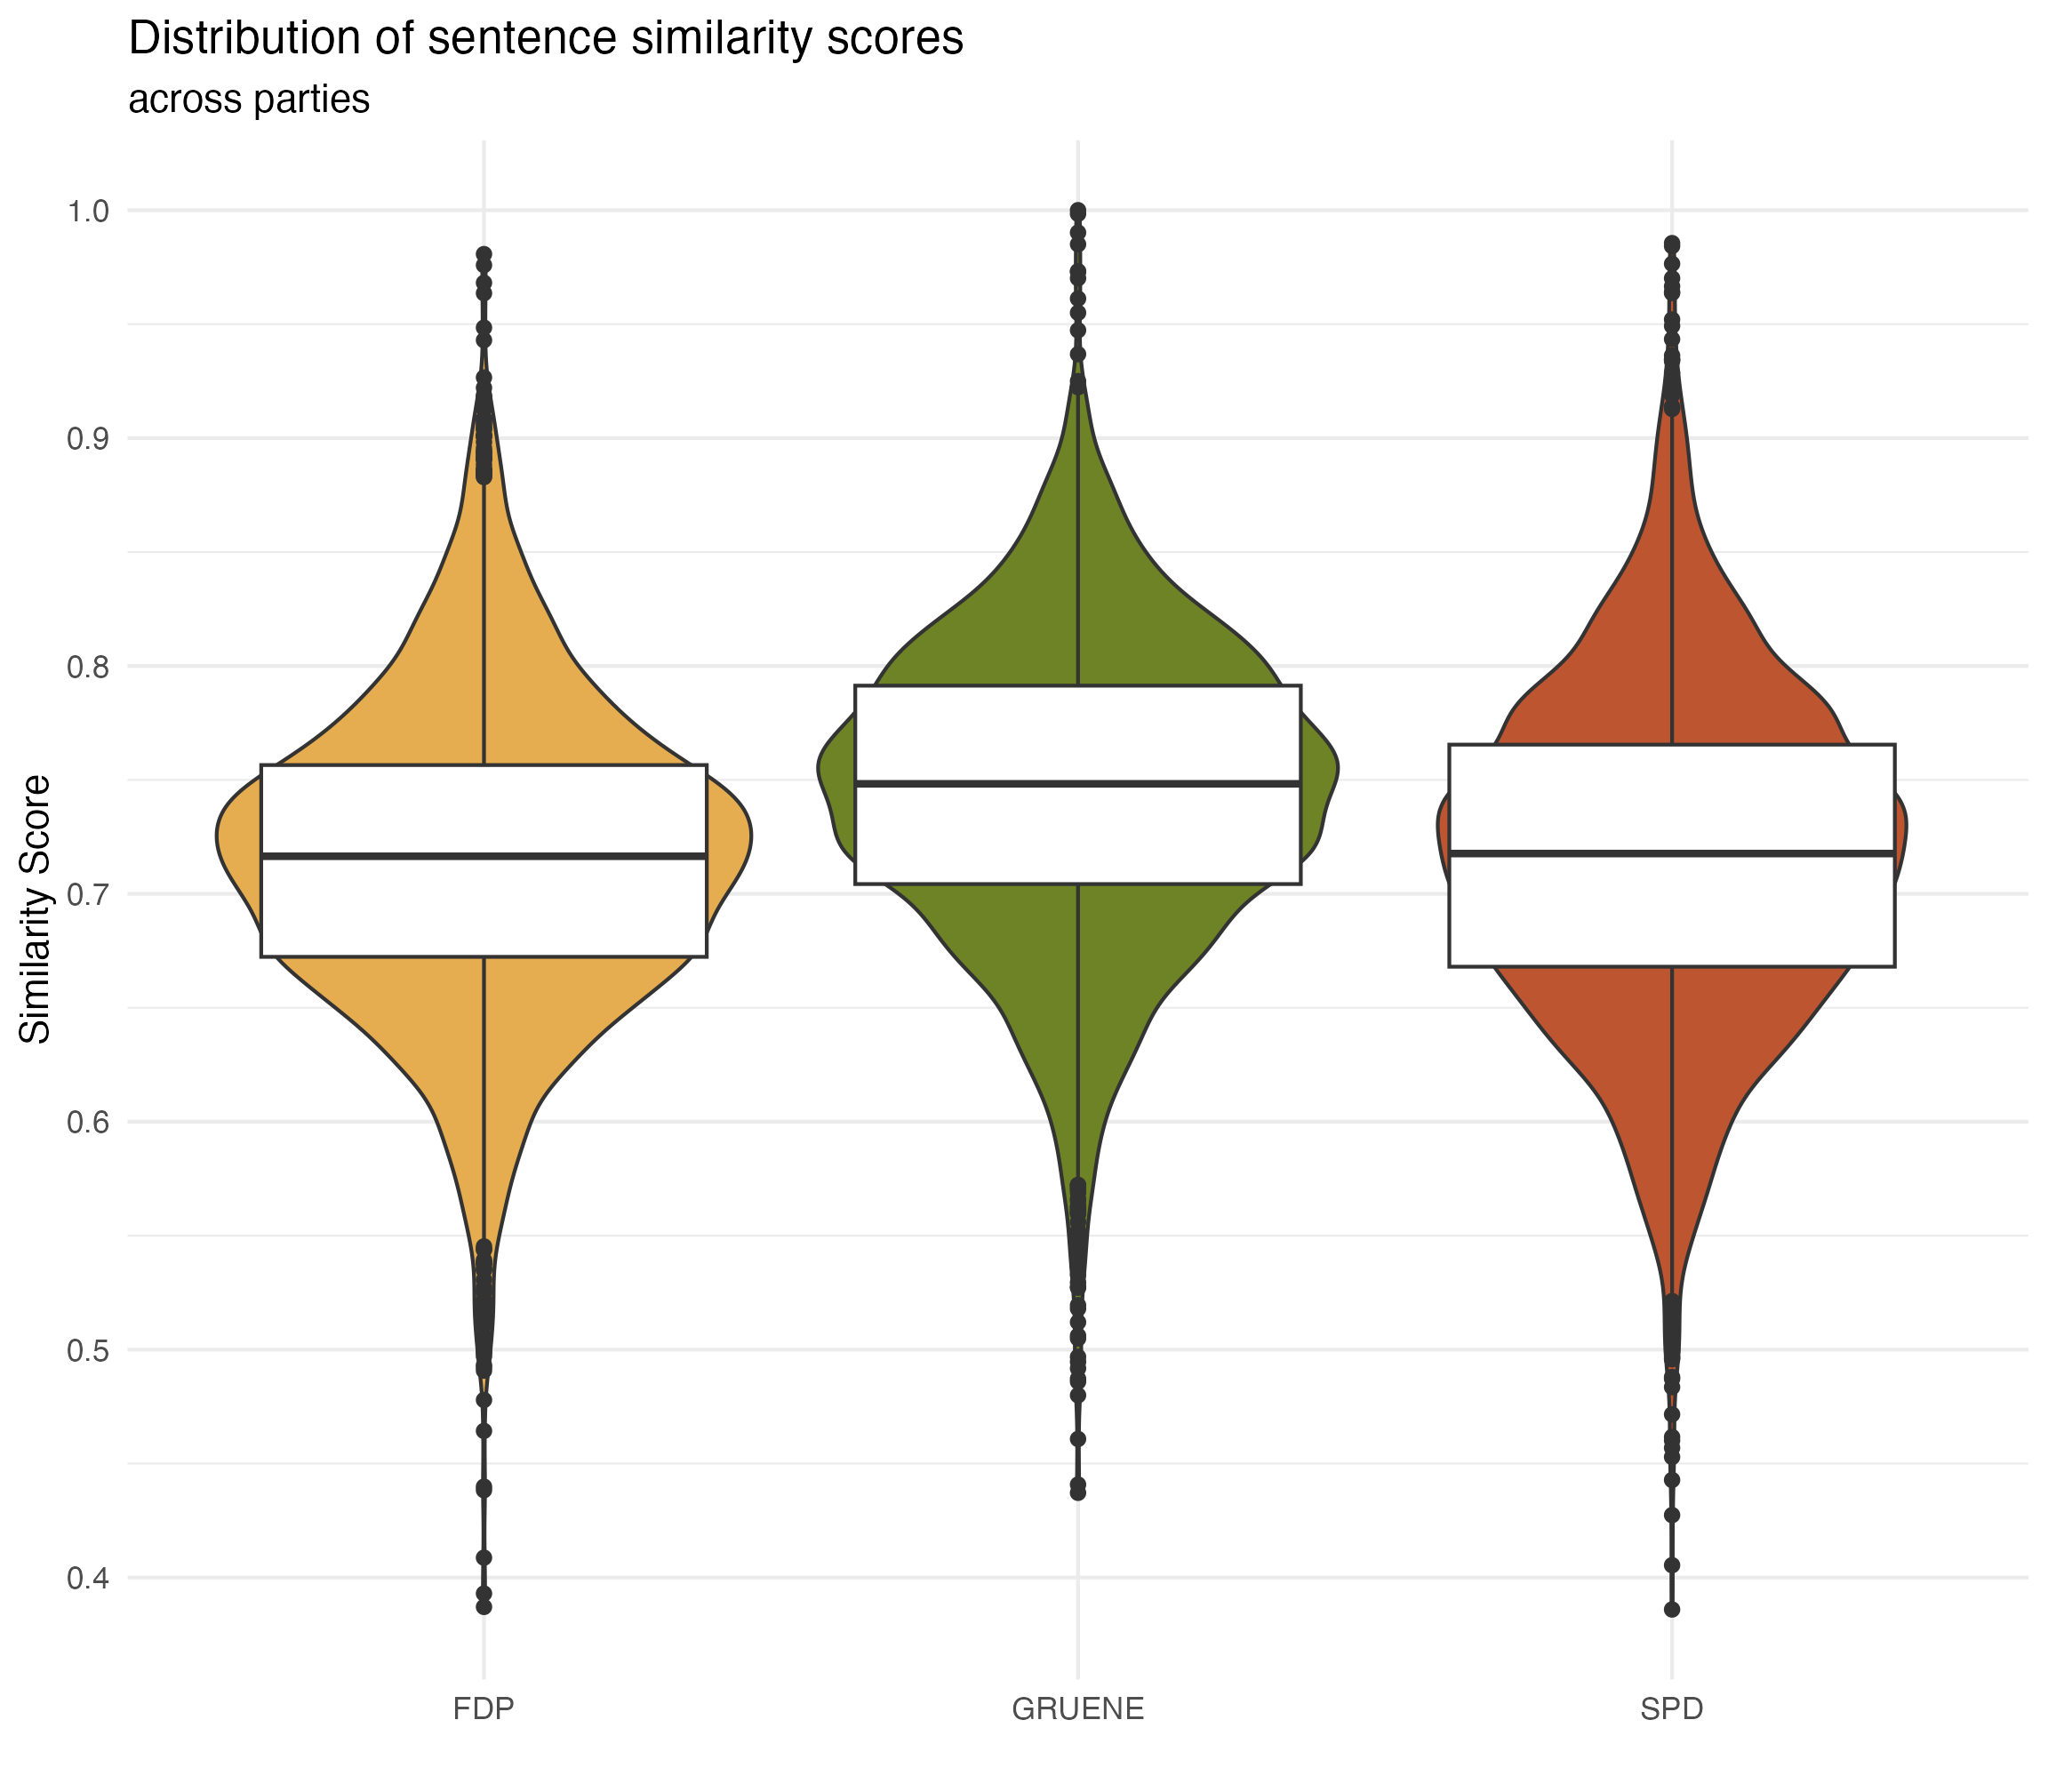 Distribution of sentence similarity scores
across parties
Similarity Score
1.0
0.9
0.8
0.7
0.6
0.5
0.4
FDP
GRUENE
SPD